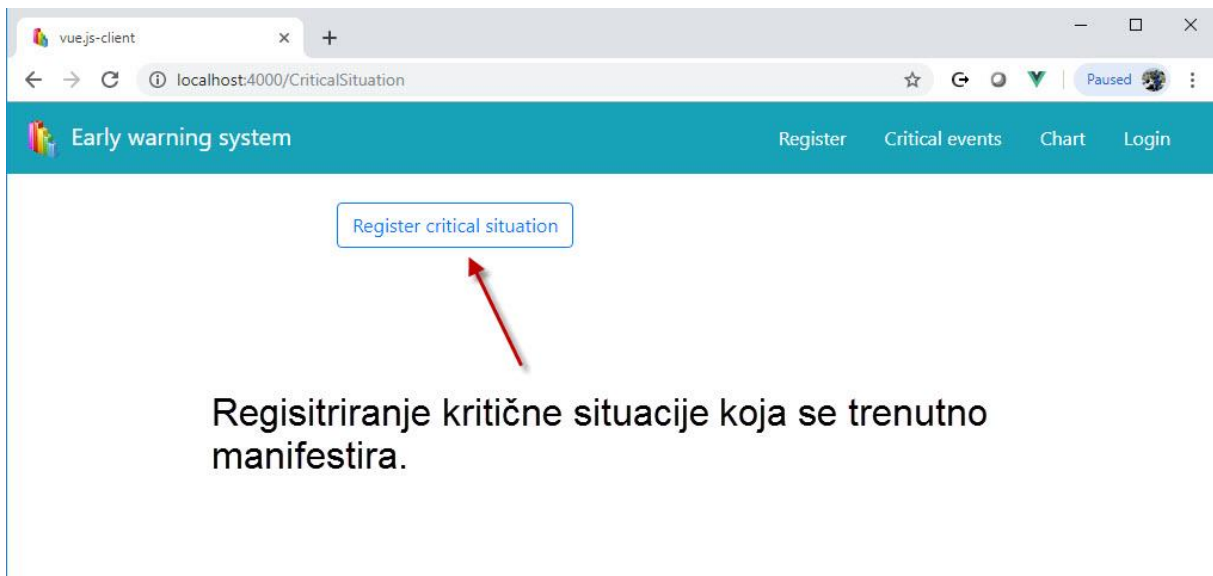 vue.js-client
localhost:4000/CriticalSituation
Paused
Early warning system
Register
Critical events
Chart
Login
Register critical situation
Regisitriranje kritične situacije koja se trenutno
manifestira.